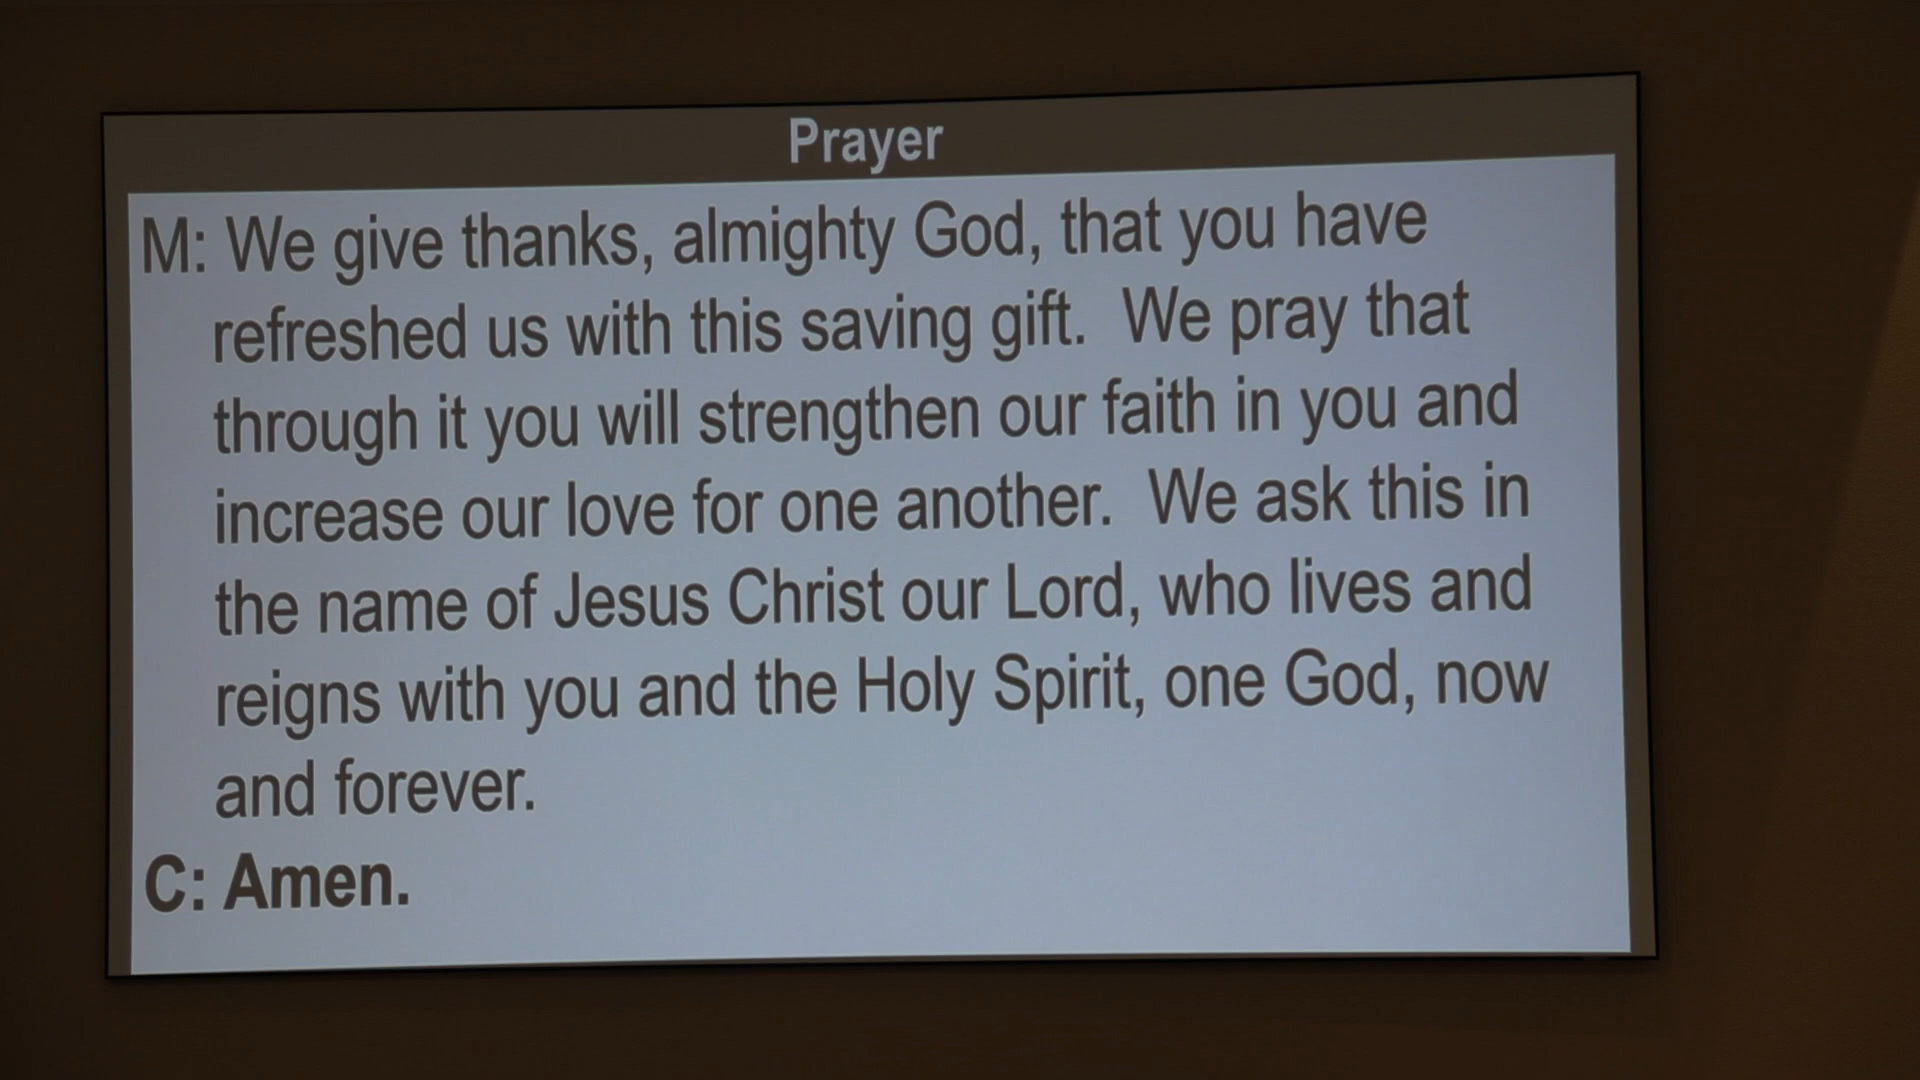 Prayer
M: We give thanks, almighty God, that you have
refreshed us with this saving gift.  We pray that
through it you will strengthen our faith in you and
increase our love for one another.  We ask this in
the name of Jesus Christ our Lord, who lives and
reigns with you and the Holy Spirit, one God, now
and forever.
C: Amen.